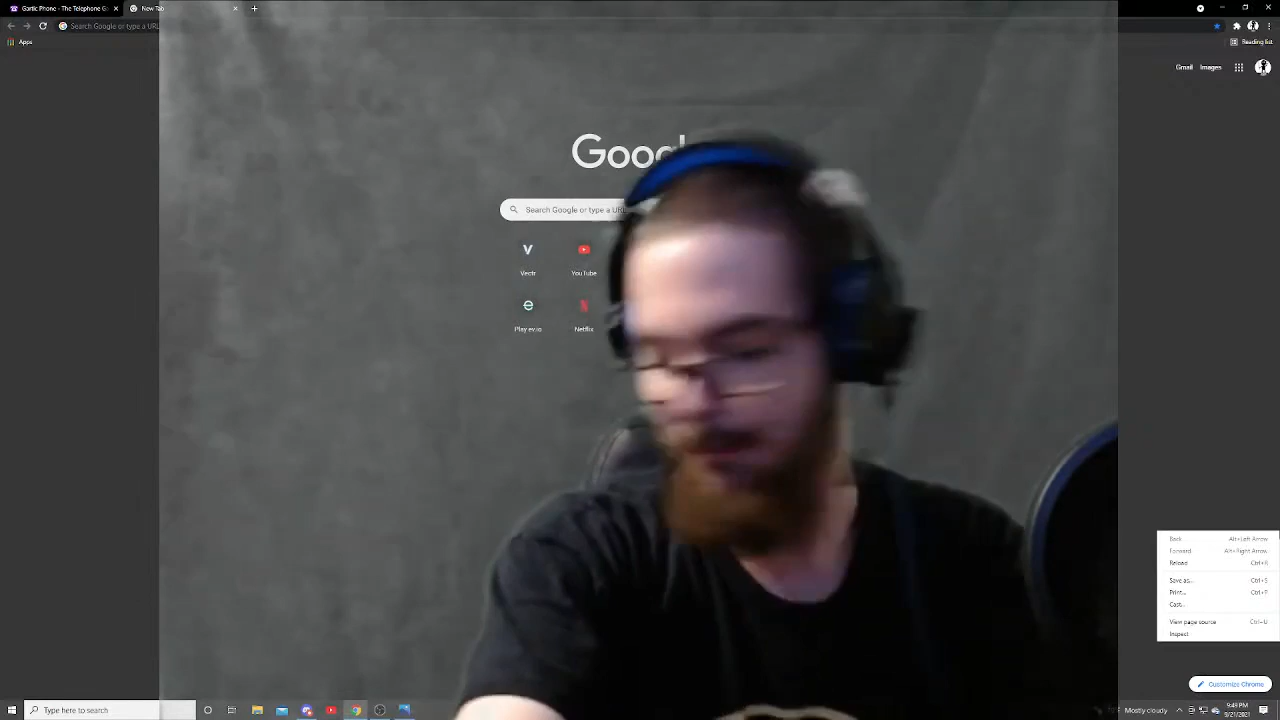 Gartic Phone - The Telephone G
New Tab
Search Google or type a URL
Apps
Reading list
Gmail
Images
Goog
Search Google or type a URL
Vectr
YouTube
Play ev.io
Netflix
Back Alt+Left Arrow
Forward Alt+Right Arrow
Reload Ctrl+R
Save as... Ctrl+S
Print... Ctrl+P
Cast...
View page source Ctrl+U
Inspect
Customize Chrome
Type here to search
Mostly cloudy
9:49 PM
9/21/2021